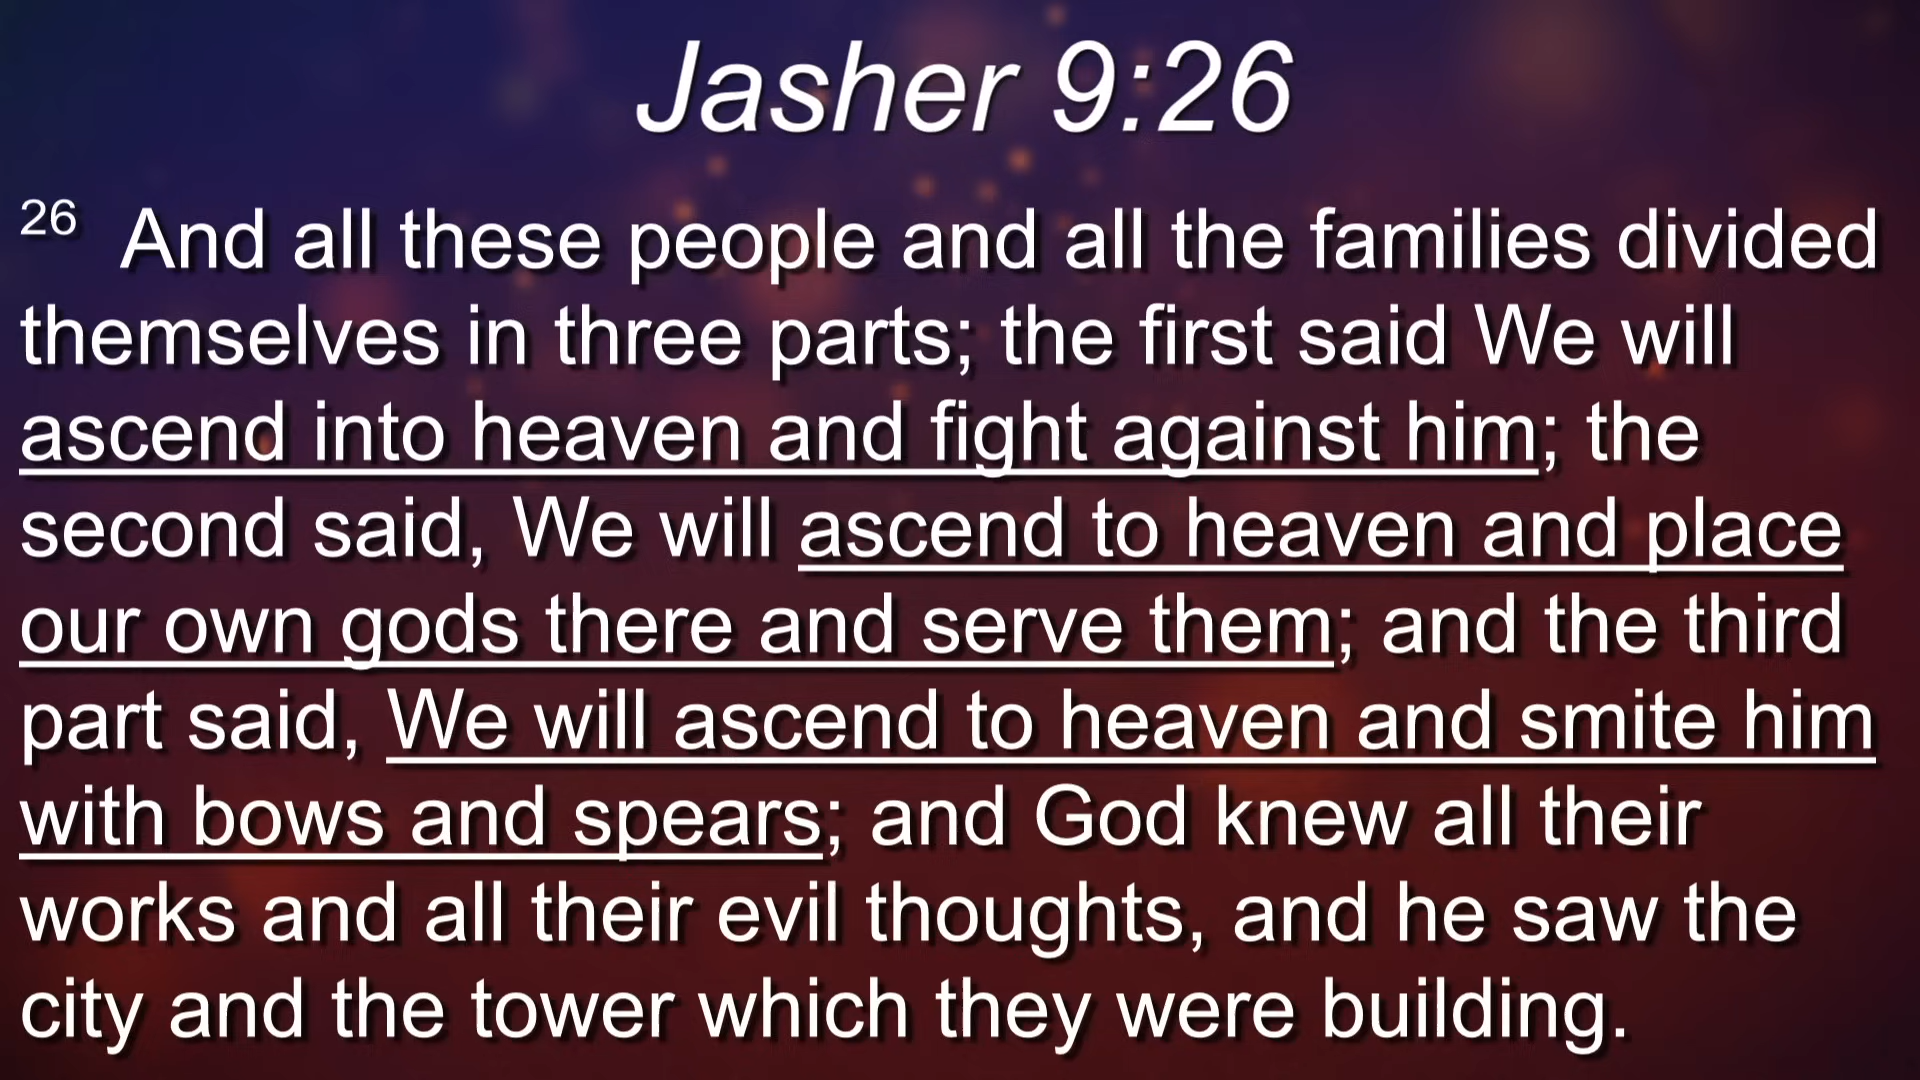 Jasher 9:26
26 And all these people and all the families divided
themselves in three parts; the first said We will
ascend into heaven and fight against him; the
second said, We will ascend to heaven and place
our own gods there and serve them; and the third
part said, We will ascend to heaven and smite him
with bows and spears; and God knew all their
works and all their evil thoughts, and he saw the
city and the tower which they were building.